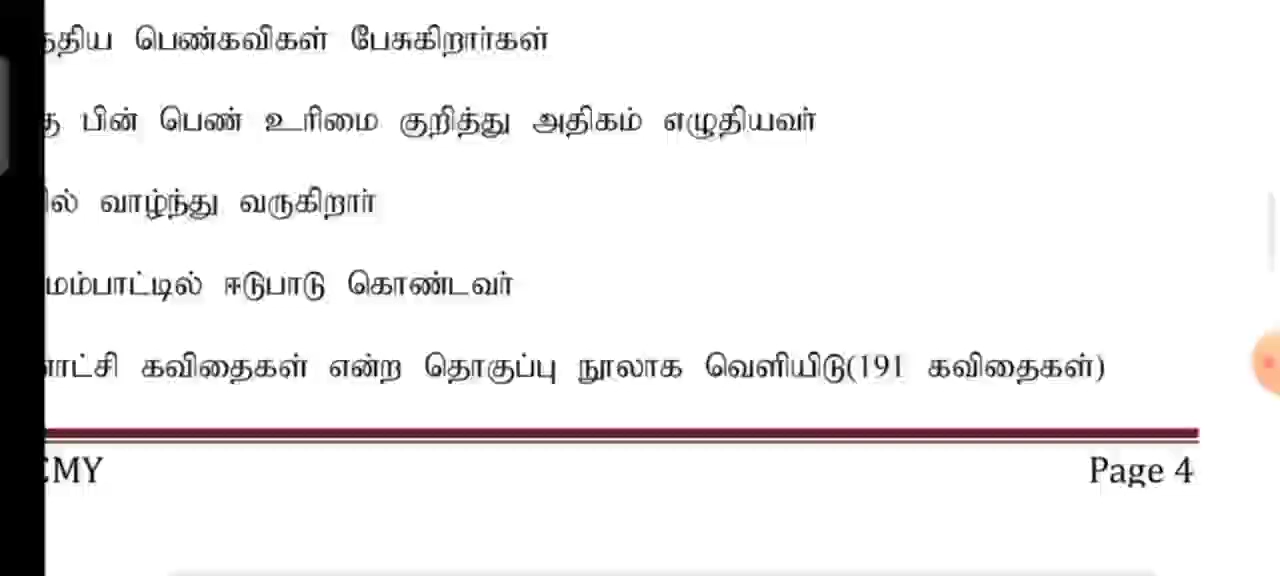 பெண்கவிகள் பேசுகிறார்கள்
பின் பெண் உரிமை குறித்து அதிகம் எழுதியவர்
வாழ்ந்து வருகிறார்
ஈடுபாடு கொண்டவர்
கவிதைகள் என்ற தொகுப்பு நூலாக வெளியிடு(191 கவிதைகள்)
Page 4